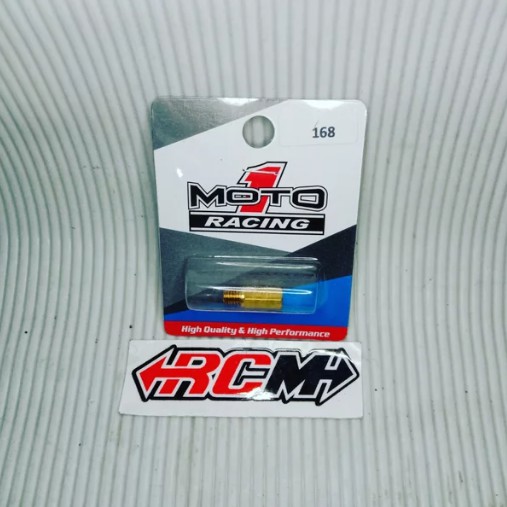 168
MOTO 1
RACING
High Quality & High Performance
RCM